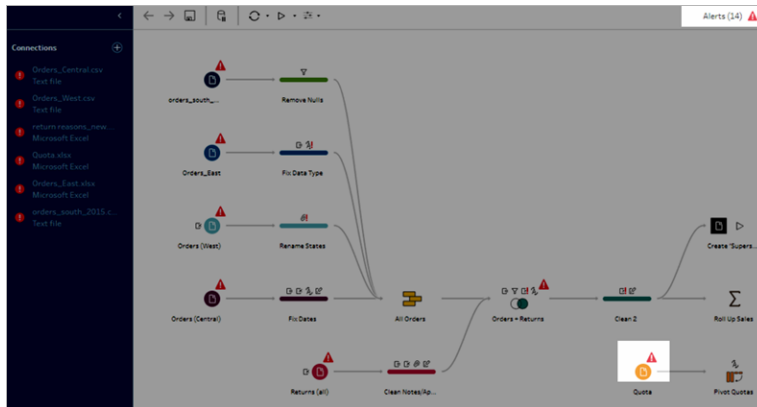 Alerts (14)
Connections
Orders_Central.csv
Text file
Orders_West.csv
Text file
return reasons_new ...
Microsoft Excel
Quota.xlsx
Microsoft Excel
Orders_East.xlsx
Microsoft Excel
orders_south_2015.c...
Text file
orders_south_...
Remove Nulls
Orders_East
Fix Data Type
Orders (West)
Rename States
Create 'Supers...
Orders (Central)
Fix Dates
All Orders
Orders + Returns
Clean 2
Roll Up Sales
Returns (all)
Clean Notes/Ap...
Quota
Pivot Quotas